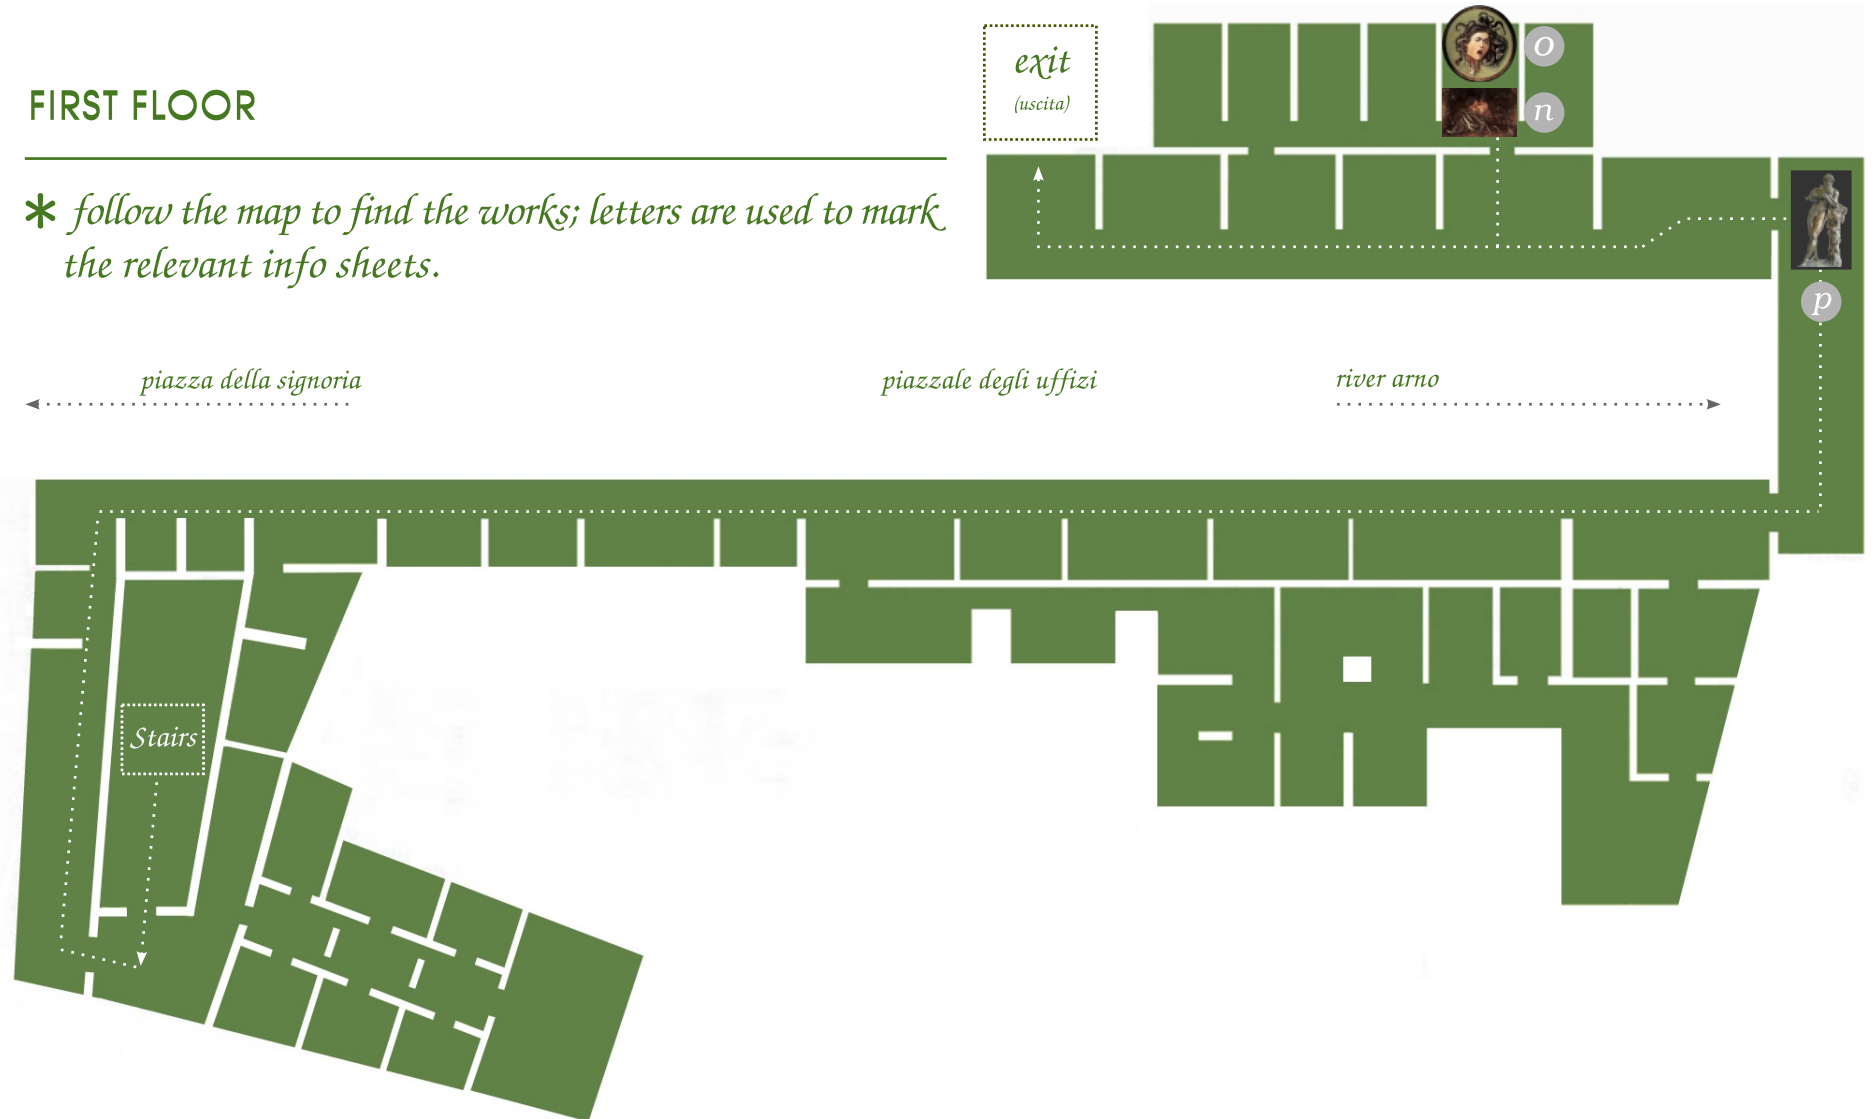 FIRST FLOOR
* follow the map to find the works; letters are used to mark
the relevant info sheets.
exit
(uscita)
o
n
p
piazza della signoria
piazzale degli uffizi
river arno
Stairs